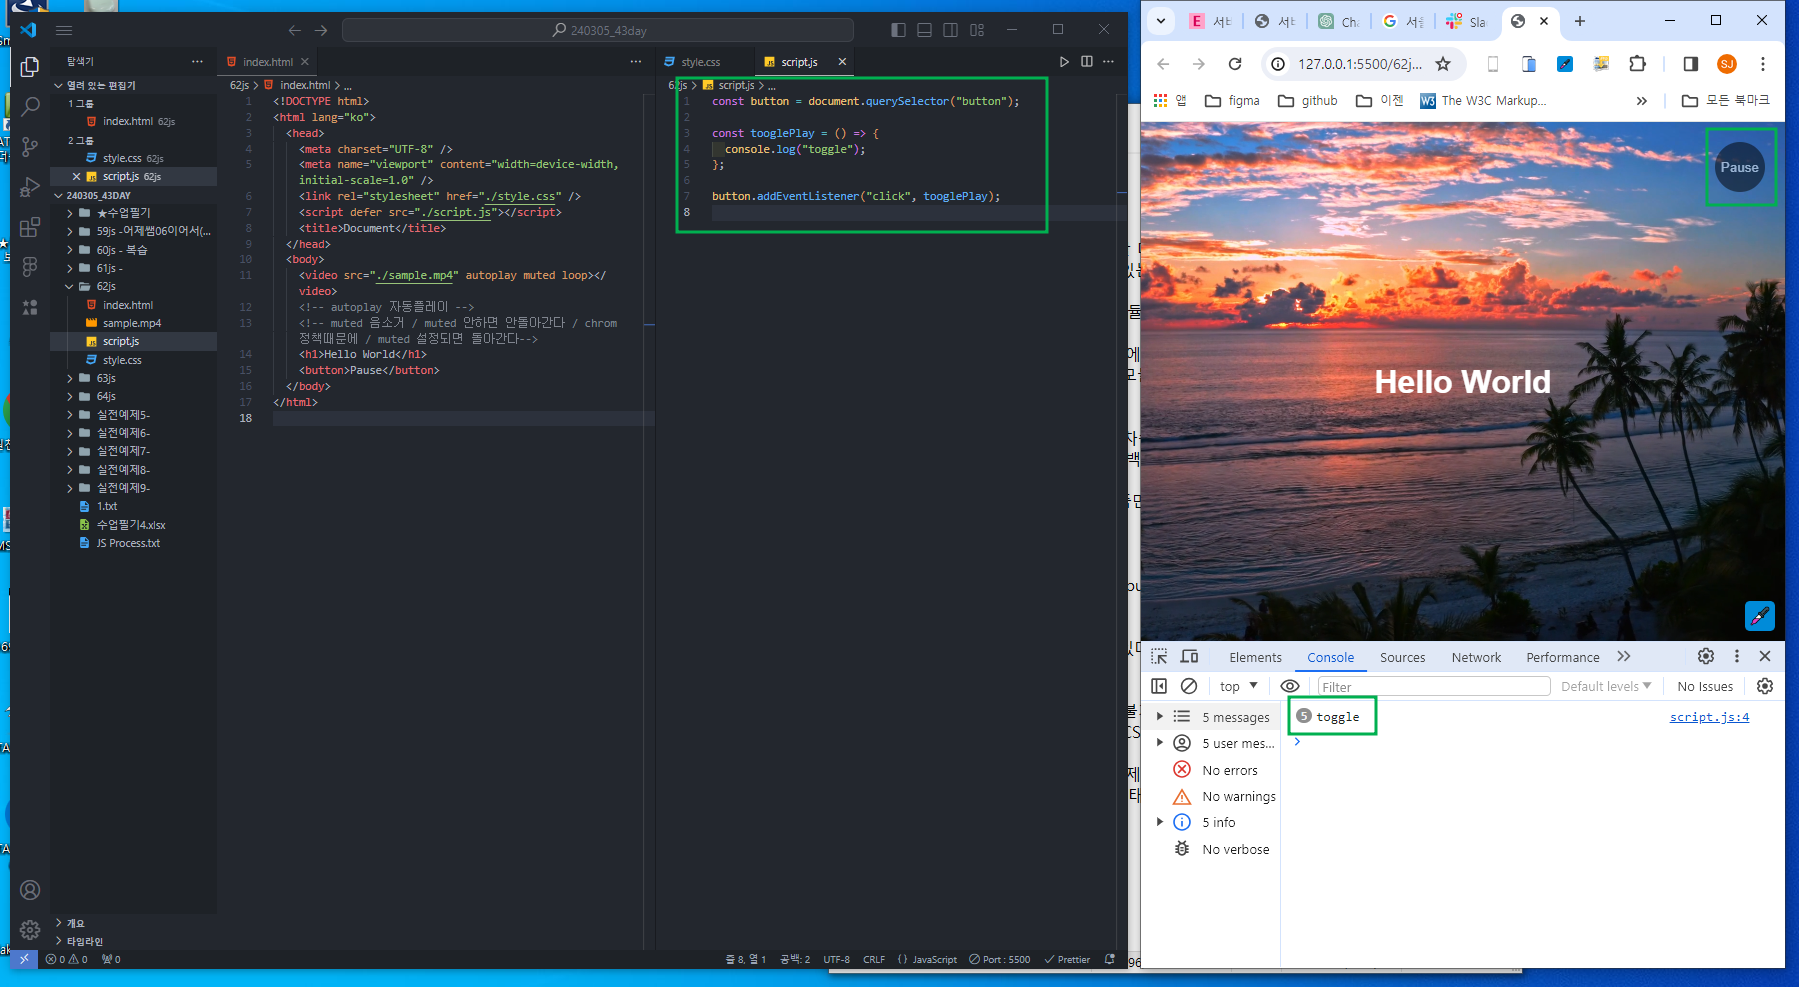 240305_43day
탐색기
열려 있는 편집기
1 그룹
index.html 62js
2 그룹
style.css 62js
script.js 62js
240305_43DAY
★수업필기
59js -어제쌤06이어서(...
60js - 복습
61js -
62js
index.html
sample.mp4
script.js
style.css
63js
64js
실전예제5-
실전예제6-
실전예제7-
실전예제8-
실전예제9-
1.txt
수업필기4.xlsx
JS Process.txt
개요
타임라인
index.html
62js > index.html > ...
1 <!DOCTYPE html>
2 <html lang="ko">
3 <head>
4 <meta charset="UTF-8" />
5 <meta name="viewport" content="width=device-width,
initial-scale=1.0" />
6 <link rel="stylesheet" href="./style.css" />
7 <script defer src="./script.js"></script>
8 <title>Document</title>
9 </head>
10 <body>
11 <video src="./sample.mp4" autoplay muted loop></
video>
12 <!-- autoplay 자동플레이 -->
13 <!-- muted 음소거 / muted 안하면 안돌아간다 / chrom
정책때문에 / muted 설정되면 돌아간다-->
14 <h1>Hello World</h1>
15 <button>Pause</button>
16 </body>
17 </html>
18
style.css
script.js
62js > script.js > ...
1 const button = document.querySelector("button");
2
3 const tooglePlay = () => {
4 console.log("toggle");
5 };
6
7 button.addEventListener("click", tooglePlay);
8
0 0 0
줄 8, 열 1 공백: 2 UTF-8 CRLF {} JavaScript Port : 5500 Prettier
서비
서비
Cha
서울
Sla
127.0.0.1:5500/62j...
SJ
앱 figma github 이젠 W3 The W3C Markup... » 모든 북마크
Pause
Hello World
Elements Console Sources Network Performance
top Filter Default levels No Issues
5 messages
5 user mes...
No errors
No warnings
5 info
No verbose
5 toggle script.js:4